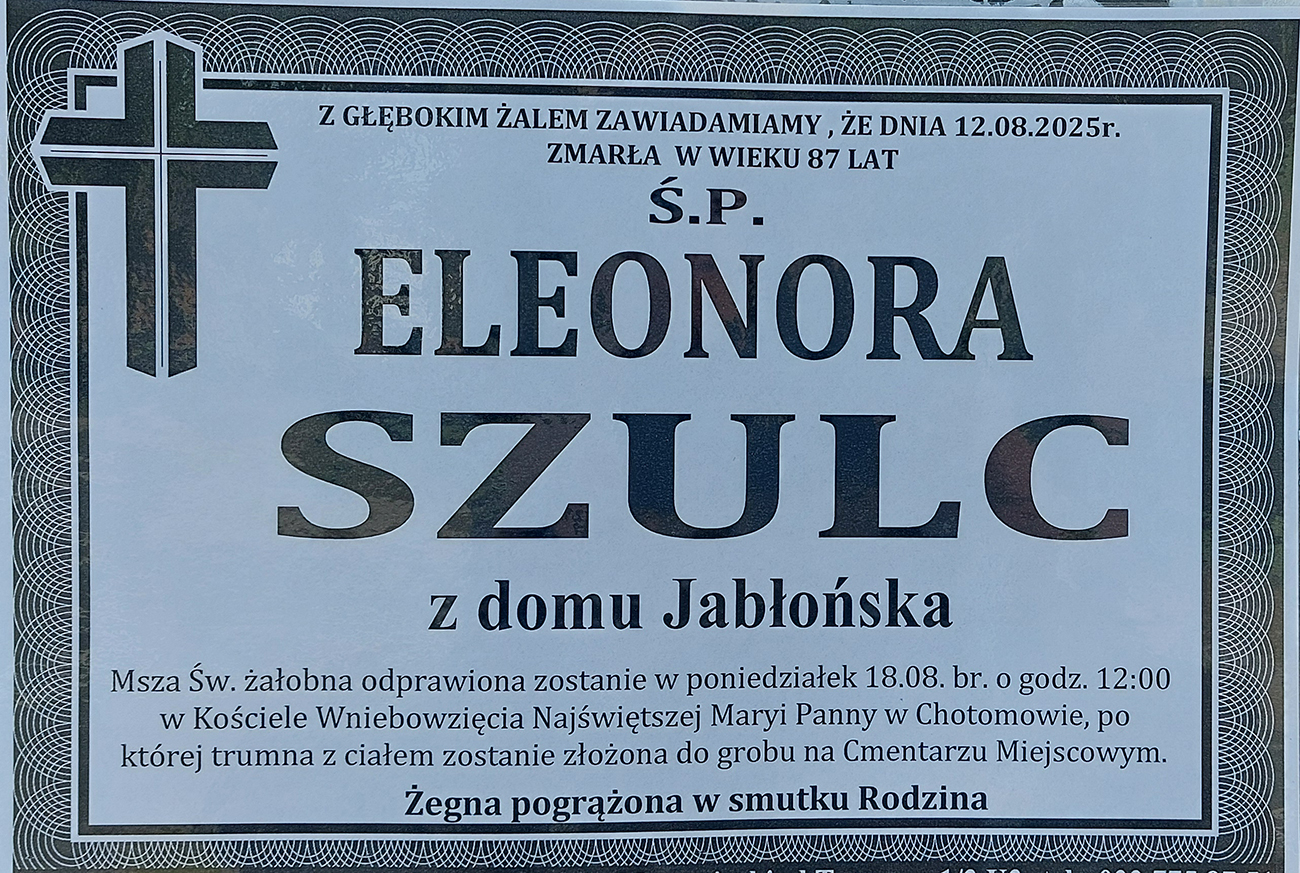 Z GŁĘBOKIM ŻALEM ZAWIADAMIAMY , ŻE DNIA 12.08.2025r.
ZMARŁA W WIEKU 87 LAT
Ś.P.
ELEONORA
SZULC
z domu Jabłońska
Msza Św. żałobna odprawiona zostanie w poniedziałek 18.08. br. o godz. 12:00
w Kościele Wniebowzięcia Najświętszej Maryi Panny w Chotomowie, po
której trumna z ciałem zostanie złożona do grobu na Cmentarzu Miejscowym.
Żegna pogrążona w smutku Rodzina